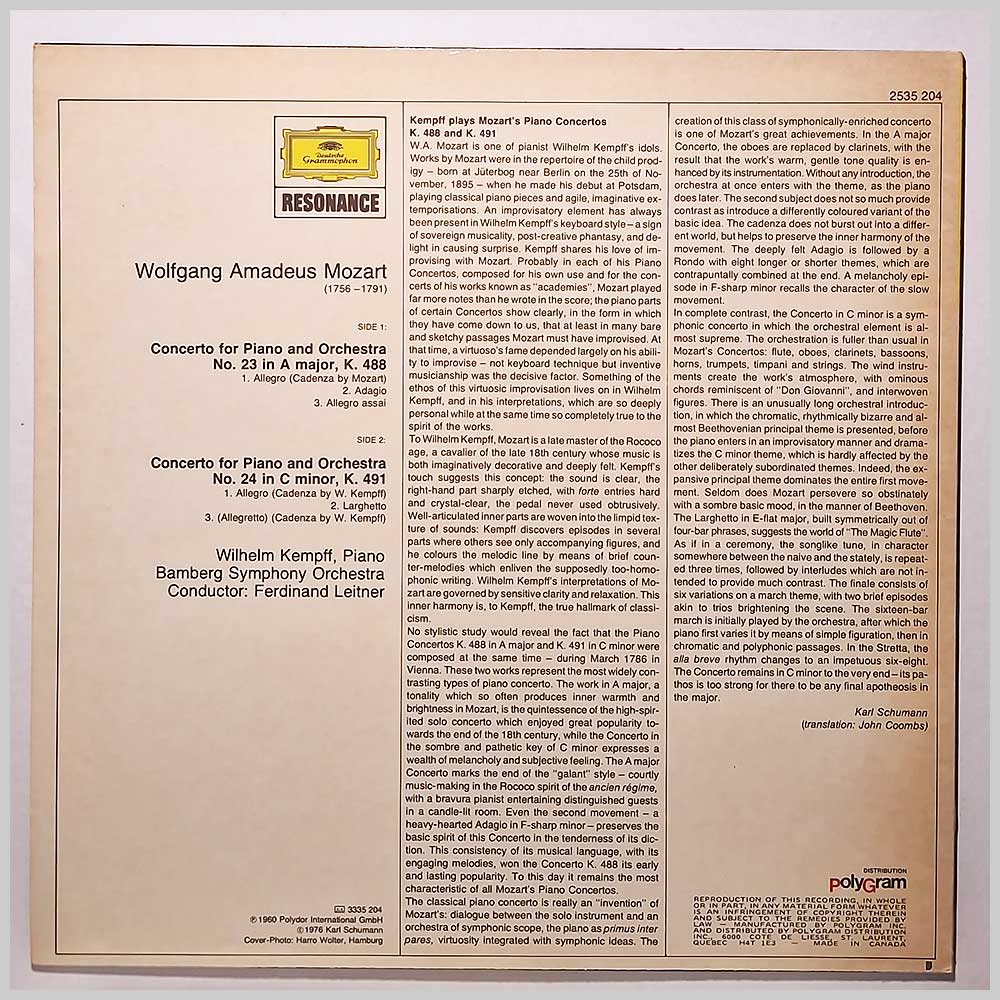 2535 204
Deutsche
Grammophon
RESONANCE
Wolfgang Amadeus Mozart
(1756 –1791)
SIDE 1:
Concerto for Piano and Orchestra
No. 23 in A major, K. 488
1. Allegro (Cadenza by Mozart)
2. Adagio
3. Allegro assai
SIDE 2:
Concerto for Piano and Orchestra
No. 24 in C minor, K. 491
1. Allegro (Cadenza by W. Kempff)
2. Larghetto
3. (Allegretto) (Cadenza by W. Kempff)
Wilhelm Kempff, Piano
Bamberg Symphony Orchestra
Conductor: Ferdinand Leitner
3335 204
℗ 1960 Polydor International GmbH
© 1976 Karl Schumann
Cover-Photo: Harro Wolter, Hamburg
Kempff plays Mozart's Piano Concertos
K. 488 and K. 491
W.A. Mozart is one of pianist Wilhelm Kempff's idols.
Works by Mozart were in the repertoire of the child prod-
igy – born at Jüterbog near Berlin on the 25th of No-
vember, 1895 – when he made his debut at Potsdam,
playing classical piano pieces and agile, imaginative ex-
temporisations. An improvisatory element has always
been present in Wilhelm Kempff's keyboard style – a sign
of sovereign musicality, post-creative phantasy, and de-
light in causing surprise. Kempff shares his love of im-
provising with Mozart. Probably in each of his Piano
Concertos, composed for his own use and for the con-
certs of his works known as "academies", Mozart played
far more notes than he wrote in the score; the piano parts
of certain Concertos show clearly, in the form in which
they have come down to us, that at least in many bare
and sketchy passages Mozart must have improvised. At
that time, a virtuoso's fame depended largely on his abili-
ty to improvise – not keyboard technique but inventive
musicianship was the decisive factor. Something of the
ethos of this virtuosic improvisation lives on in Wilhelm
Kempff, and in his interpretations, which are so deeply
personal while at the same time so completely true to the
spirit of the works.
To Wilhelm Kempff, Mozart is a late master of the Rococo
age, a cavalier of the late 18th century whose music is
both imaginatively decorative and deeply felt. Kempff's
touch suggests this concept: the sound is clear, the
right-hand part sharply etched, with forte entries hard
and crystal-clear, the pedal never used obtrusively.
Well-articulated inner parts are woven into the limpid tex-
ture of sounds: Kempff discovers episodes in several
parts where others see only accompanying figures, and
he colours the melodic line by means of brief coun-
ter-melodies which enliven the supposedly too-homo-
phonic writing. Wilhelm Kempff's interpretations of Mo-
zart are governed by sensitive clarity and relaxation. This
inner harmony is, to Kempff, the true hallmark of classi-
cism.
No stylistic study would reveal the fact that the Piano
Concertos K. 488 in A major and K. 491 in C minor were
composed at the same time – during March 1786 in
Vienna. These two works represent the most widely con-
trasting types of piano concerto. The work in A major, a
tonality which so often produces inner warmth and
brightness in Mozart, is the quintessence of the high-spir-
ited solo concerto which enjoyed great popularity to-
wards the end of the 18th century, while the Concerto in
the sombre and pathetic key of C minor expresses a
wealth of melancholy and subjective feeling. The A major
Concerto marks the end of the "galant" style – courtly
music-making in the Rococo spirit of the ancien régime,
with a bravura pianist entertaining distinguished guests
in a candle-lit room. Even the second movement – a
heavy-hearted Adagio in F-sharp minor – preserves the
basic spirit of this Concerto in the tenderness of its dic-
tion. This consistency of its musical language, with its
engaging melodies, won the Concerto K. 488 its early
and lasting popularity. To this day it remains the most
characteristic of all Mozart's Piano Concertos.
The classical piano concerto is really an "invention" of
Mozart's: dialogue between the solo instrument and an
orchestra of symphonic scope, the piano as primus inter
pares, virtuosity integrated with symphonic ideas. The
creation of this class of symphonically-enriched concerto
is one of Mozart's great achievements. In the A major
Concerto, the oboes are replaced by clarinets, with the
result that the work's warm, gentle tone quality is en-
hanced by its instrumentation. Without any introduction, the
orchestra at once enters with the theme, as the piano
does later. The second subject does not so much provide
contrast as introduce a differently coloured variant of the
basic idea. The cadenza does not burst out into a differ-
ent world, but helps to preserve the inner harmony of the
movement. The deeply felt Adagio is followed by a
Rondo with eight longer or shorter themes, which are
contrapuntally combined at the end. A melancholy epi-
sode in F-sharp minor recalls the character of the slow
movement.
In complete contrast, the Concerto in C minor is a sym-
phonic concerto in which the orchestral element is al-
most supreme. The orchestration is fuller than usual in
Mozart's Concertos: flute, oboes, clarinets, bassoons,
horns, trumpets, timpani and strings. The wind instru-
ments create the work's atmosphere, with ominous
chords reminiscent of "Don Giovanni", and interwoven
figures. There is an unusually long orchestral introduc-
tion, in which the chromatic, rhythmically bizarre and al-
most Beethovenian principal theme is presented, before
the piano enters in an improvisatory manner and drama-
tizes the C minor theme, which is hardly affected by the
other deliberately subordinated themes. Indeed, the ex-
pansive principal theme dominates the entire first move-
ment. Seldom does Mozart persevere so obstinately
with a sombre basic mood, in the manner of Beethoven.
The Larghetto in E-flat major, built symmetrically out of
four-bar phrases, suggests the world of "The Magic Flute".
As if in a ceremony, the songlike tune, in character
somewhere between the naive and the stately, is repeat-
ed three times, followed by interludes which are not in-
tended to provide much contrast. The finale consists of
six variations on a march theme, with two brief episodes
akin to trios brightening the scene. The sixteen-bar
march is initially played by the orchestra, after which the
piano first varies it by means of simple figuration, then in
chromatic and polyphonic passages. In the Stretta, the
alla breve rhythm changes to an impetuous six-eight.
The Concerto remains in C minor to the very end – its pa-
thos is too strong for there to be any final apotheosis in
the major.
Karl Schumann
(translation: John Coombs)
DISTRIBUTION
polyGram
REPRODUCTION OF THIS RECORDING, IN WHOLE
OR IN PART, IN ANY MATERIAL FORM WHATEVER
IS AN INFRINGEMENT OF COPYRIGHT THEREIN
AND SUBJECT TO THE REMEDIES PROVIDED BY
LAW – MANUFACTURED BY POLYGRAM INC.
AND DISTRIBUTED BY POLYGRAM DISTRIBUTION
INC., 6000 COTE DE LIESSE, ST. LAURENT,
QUEBEC H4T 1E3 – MADE IN CANADA